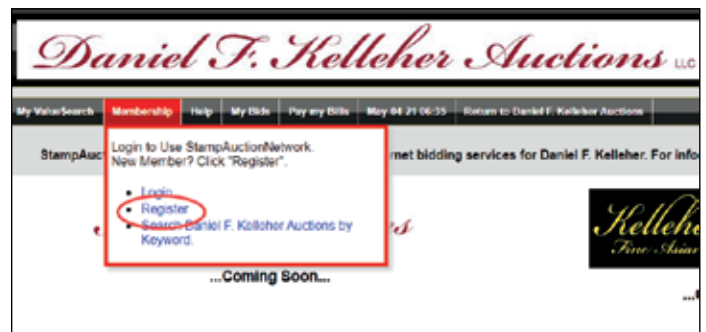 Daniel F. Kelleher Auctions LLC
My ValueSearch Membership Help My Bids Pay my Bills May 04 21 06:35 Return to Daniel F. Kelleher Auctions
StampAuc
Login to Use StampAuctionNetwork.
New Member? Click "Register".
rnet bidding services for Daniel F. Kelleher. For info
• Login
• Register
• Search Daniel F. Kelleher Auctions by
Keyword.
Kellehe
Fine Asian
...Coming Soon...